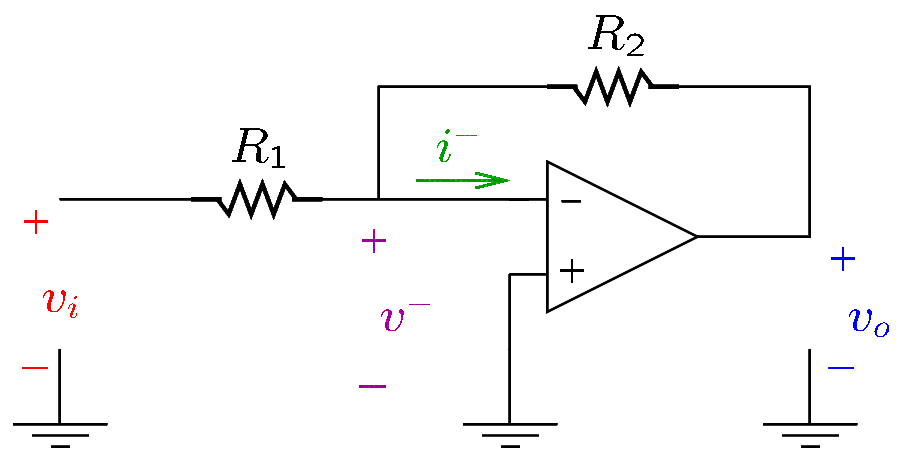 R₂
R₁
i⁻
−
+
+
+
+
vᵢ
v⁻
vₒ
−
−
−